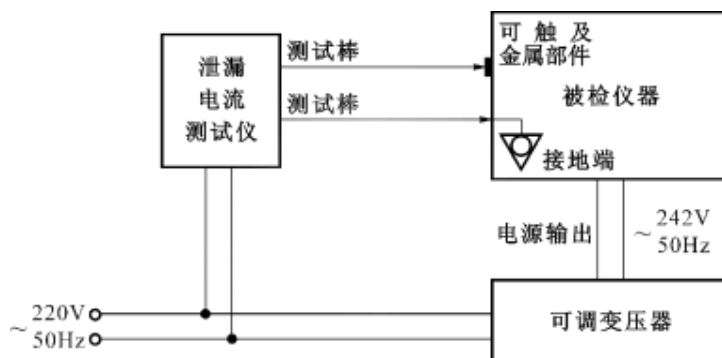 泄漏
电流
测试仪
测试棒
测试棒
可触及
金属部件
被检仪器
接地端
电源输出
~242V
50Hz
~220V
50Hz
可调变压器